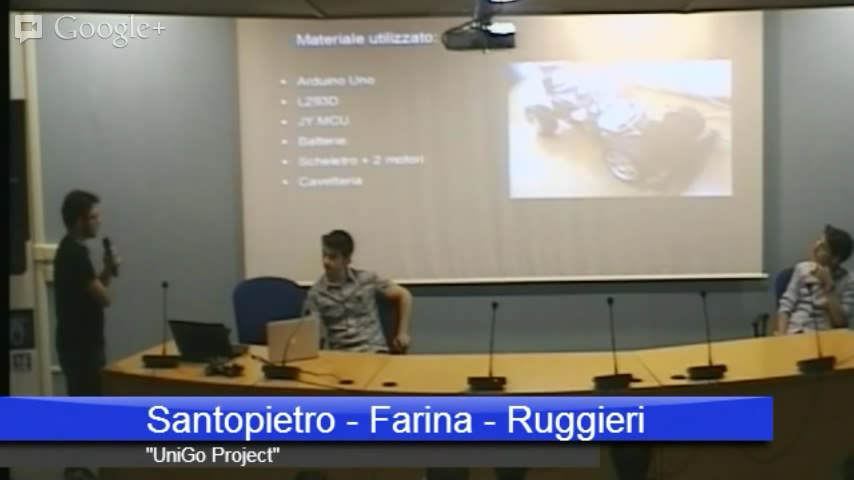 Google+
Materiale utilizzato:
• Arduino Uno
• L293D
• JY MCU
• Batterie
• Scheletro + 2 motori
• Cavetteria
Santopietro - Farina - Ruggieri
"UniGo Project"